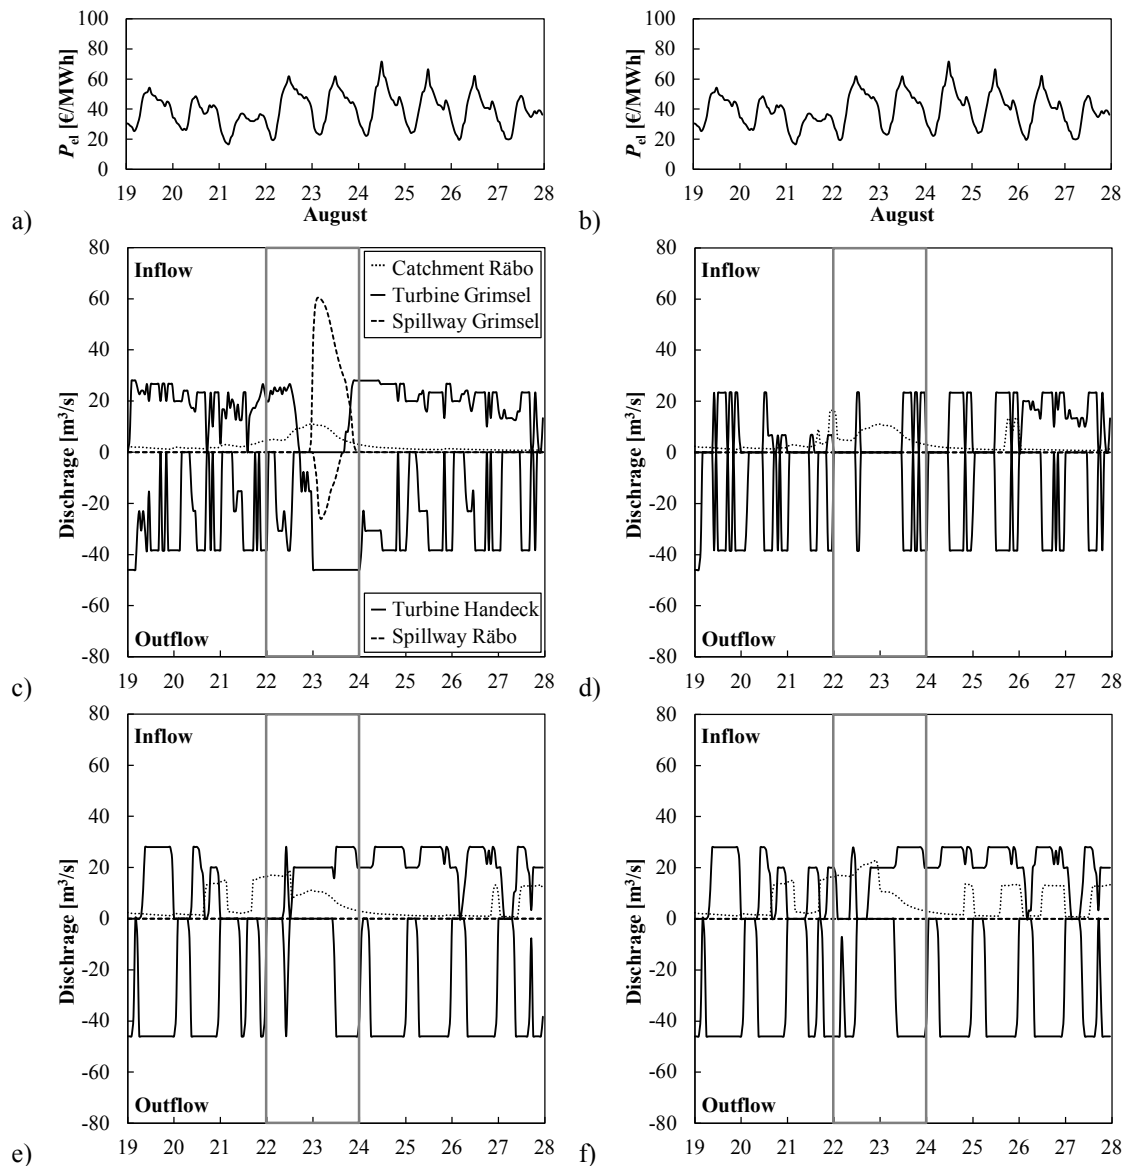 100
80
60
40
20
0
P_el [€/MWh]
19 20 21 22 23 24 25 26 27 28
August
a)
100
80
60
40
20
0
P_el [€/MWh]
19 20 21 22 23 24 25 26 27 28
August
b)
80
60
40
20
0
-20
-40
-60
-80
Dischrage [m³/s]
Inflow
Catchment Räbo
Turbine Grimsel
Spillway Grimsel
Turbine Handeck
Spillway Räbo
Outflow
19 20 21 22 23 24 25 26 27 28
c)
80
60
40
20
0
-20
-40
-60
-80
Dischrage [m³/s]
Inflow
Outflow
19 20 21 22 23 24 25 26 27 28
d)
80
60
40
20
0
-20
-40
-60
-80
Dischrage [m³/s]
Inflow
Outflow
19 20 21 22 23 24 25 26 27 28
e)
80
60
40
20
0
-20
-40
-60
-80
Dischrage [m³/s]
Inflow
Outflow
19 20 21 22 23 24 25 26 27 28
f)